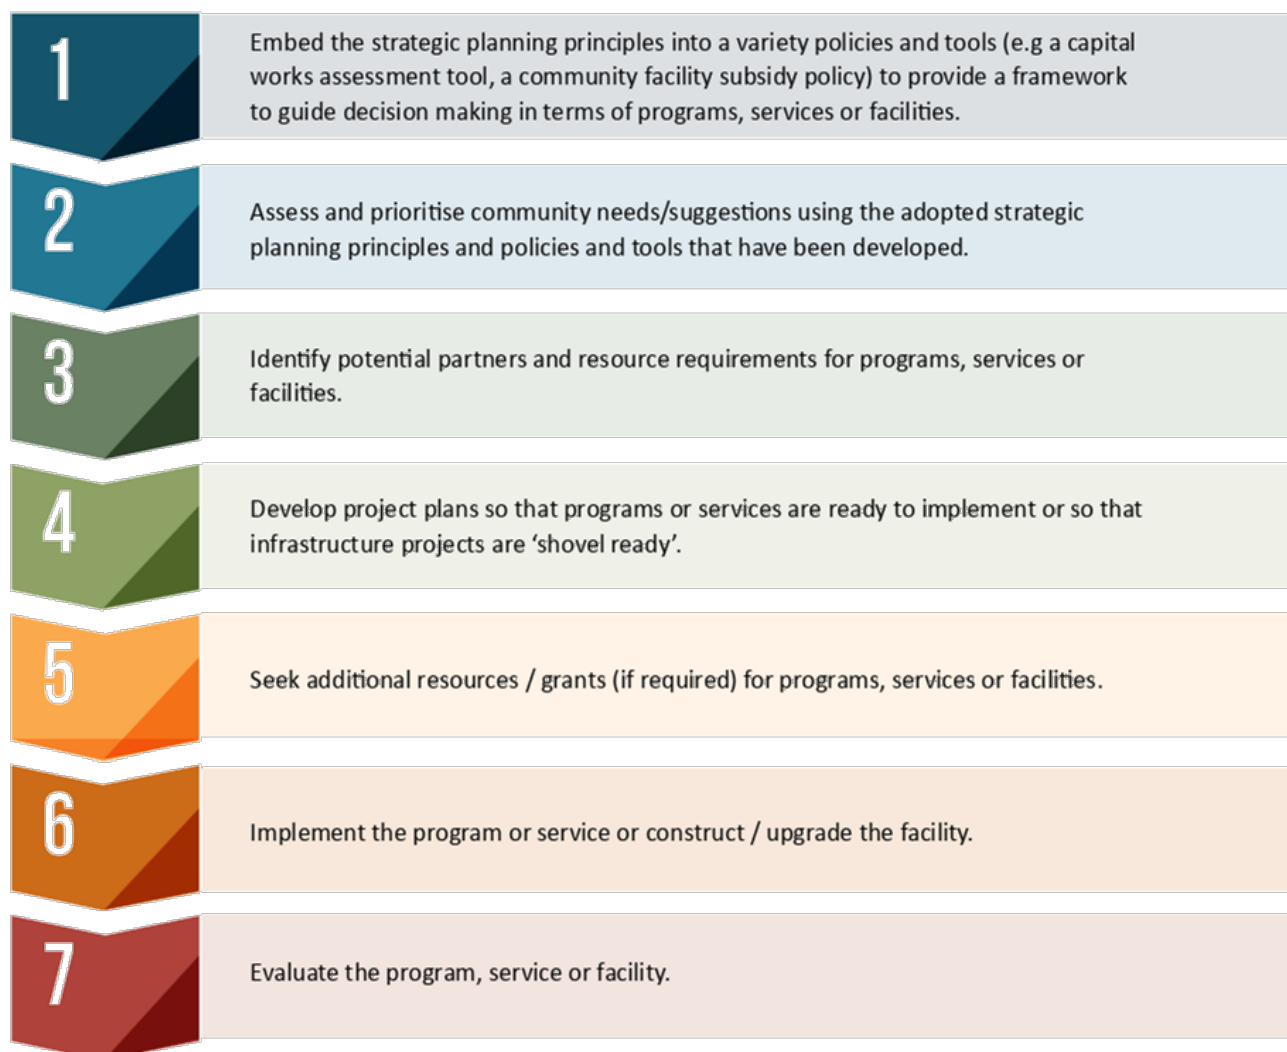 1
Embed the strategic planning principles into a variety policies and tools (e.g a capital
works assessment tool, a community facility subsidy policy) to provide a framework
to guide decision making in terms of programs, services or facilities.
2
Assess and prioritise community needs/suggestions using the adopted strategic
planning principles and policies and tools that have been developed.
3
Identify potential partners and resource requirements for programs, services or
facilities.
4
Develop project plans so that programs or services are ready to implement or so that
infrastructure projects are ‘shovel ready’.
5
Seek additional resources / grants (if required) for programs, services or facilities.
6
Implement the program or service or construct / upgrade the facility.
7
Evaluate the program, service or facility.